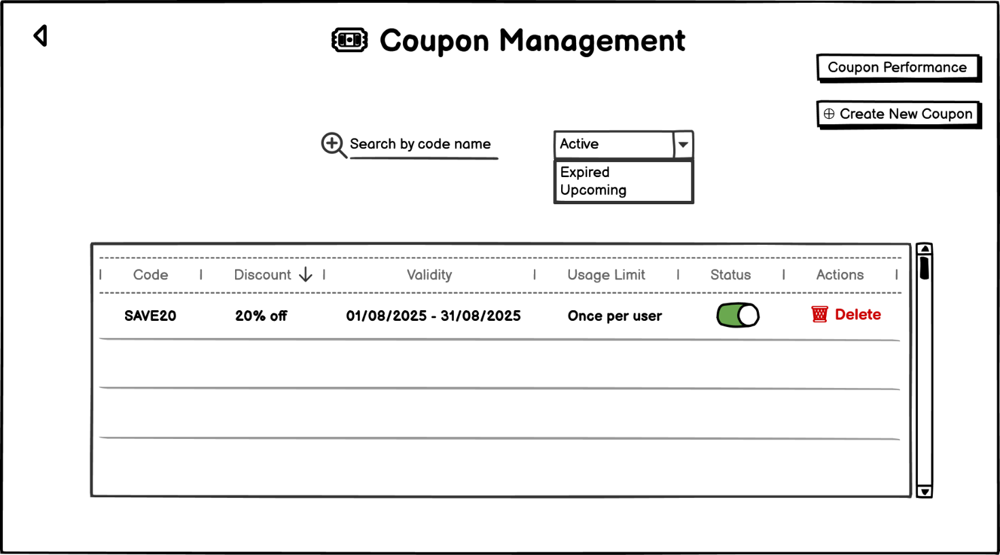 Coupon Management
Coupon Performance
Create New Coupon
Search by code name
Active
Expired
Upcoming
Code Discount Validity Usage Limit Status Actions
SAVE20 20% off 01/08/2025 - 31/08/2025 Once per user Delete